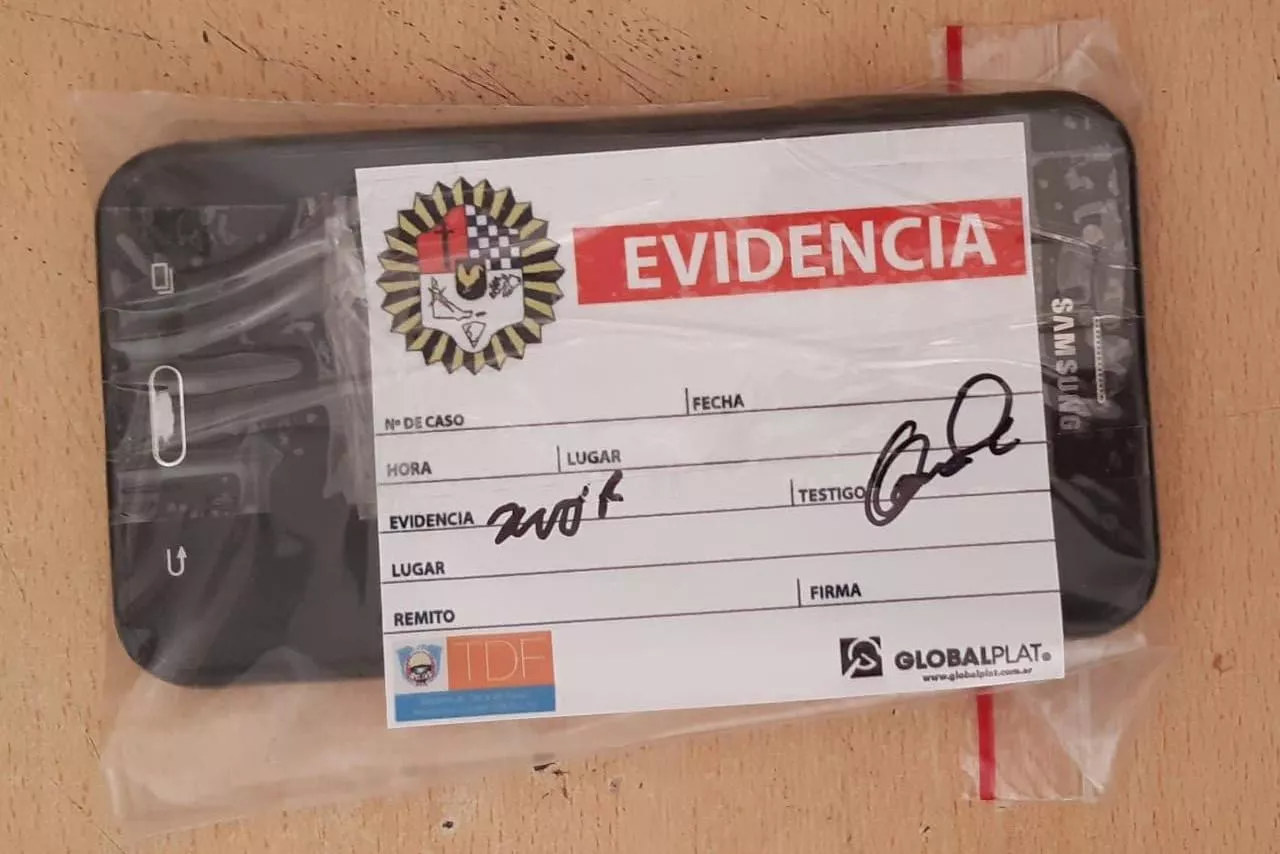 EVIDENCIA
Nº DE CASO FECHA
HORA LUGAR
EVIDENCIA TESTIGO
LUGAR
REMITO FIRMA
TDF
GLOBALPLAT
www.globalplat.com.ar
SAMSUNG